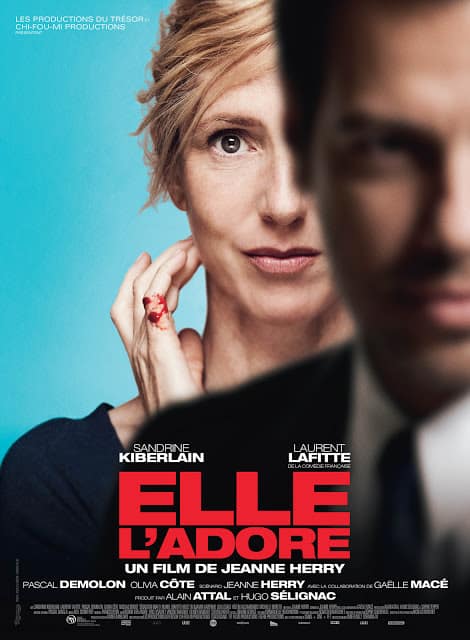 LES PRODUCTIONS DU TRÉSOR ET
CHI-FOU-MI PRODUCTIONS
PRÉSENTENT
SANDRINE
KIBERLAIN
LAURENT
LAFITTE
DE LA COMÉDIE FRANÇAISE
ELLE
L'ADORE
UN FILM DE JEANNE HERRY
PASCAL DEMOLON OLIVIA CÔTE SCÉNARIO JEANNE HERRY AVEC LA COLLABORATION DE GAËLLE MACÉ
PRODUIT PAR ALAIN ATTAL ET HUGO SÉLIGNAC